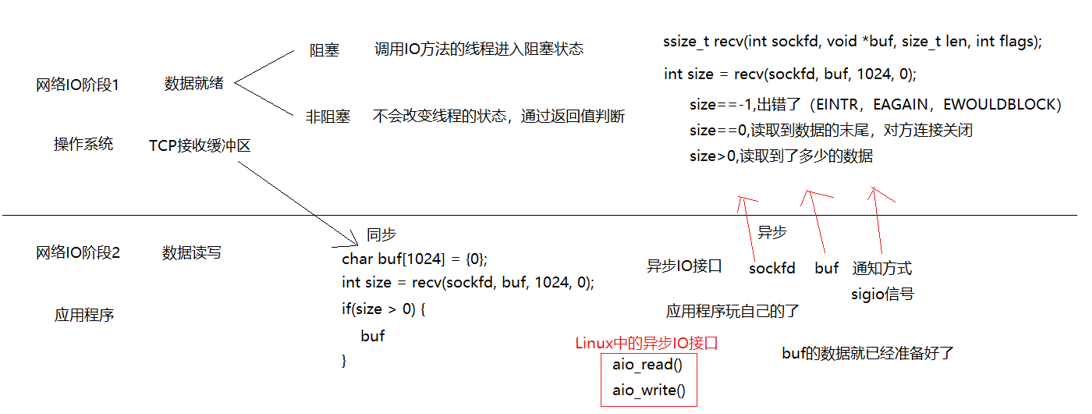 阻塞 调用IO方法的线程进入阻塞状态
ssize_t recv(int sockfd, void *buf, size_t len, int flags);
网络IO阶段1 数据就绪
int size = recv(sockfd, buf, 1024, 0);
size==-1,出错了（EINTR，EAGAIN，EWOULDBLOCK）
非阻塞 不会改变线程的状态，通过返回值判断
size==0,读取到数据的末尾，对方连接关闭
操作系统 TCP接收缓冲区
size>0,读取到了多少的数据
网络IO阶段2 数据读写
同步
char buf[1024] = {0};
int size = recv(sockfd, buf, 1024, 0);
if(size > 0) {
buf
}
应用程序
异步
异步IO接口 sockfd buf 通知方式
sigio信号
应用程序玩自己的了
Linux中的异步IO接口
aio_read()
aio_write()
buf的数据就已经准备好了